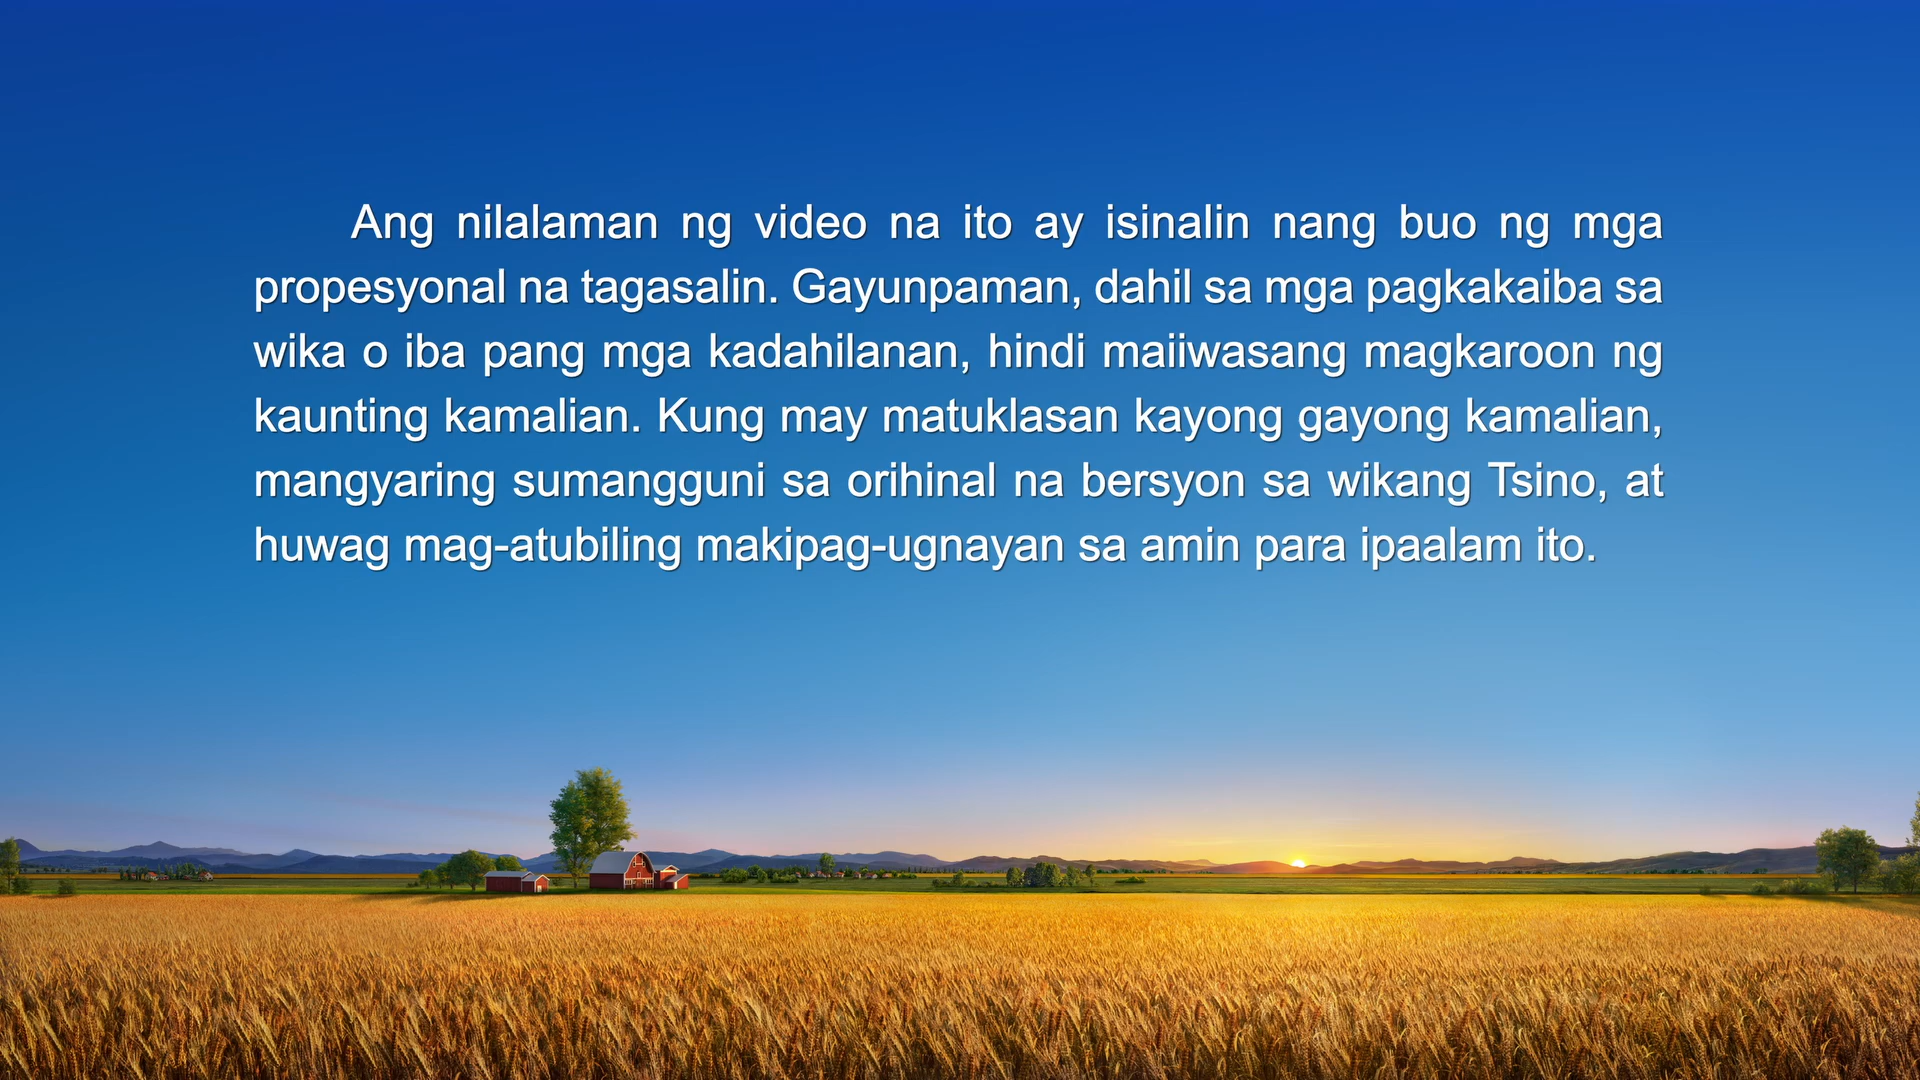 Ang nilalaman ng video na ito ay isinalin nang buo ng mga
propesyonal na tagasalin. Gayunpaman, dahil sa mga pagkakaiba sa
wika o iba pang mga kadahilanan, hindi maiiwasang magkaroon ng
kaunting kamalian. Kung may matuklasan kayong gayong kamalian,
mangyaring sumangguni sa orihinal na bersyon sa wikang Tsino, at
huwag mag-atubiling makipag-ugnayan sa amin para ipaalam ito.